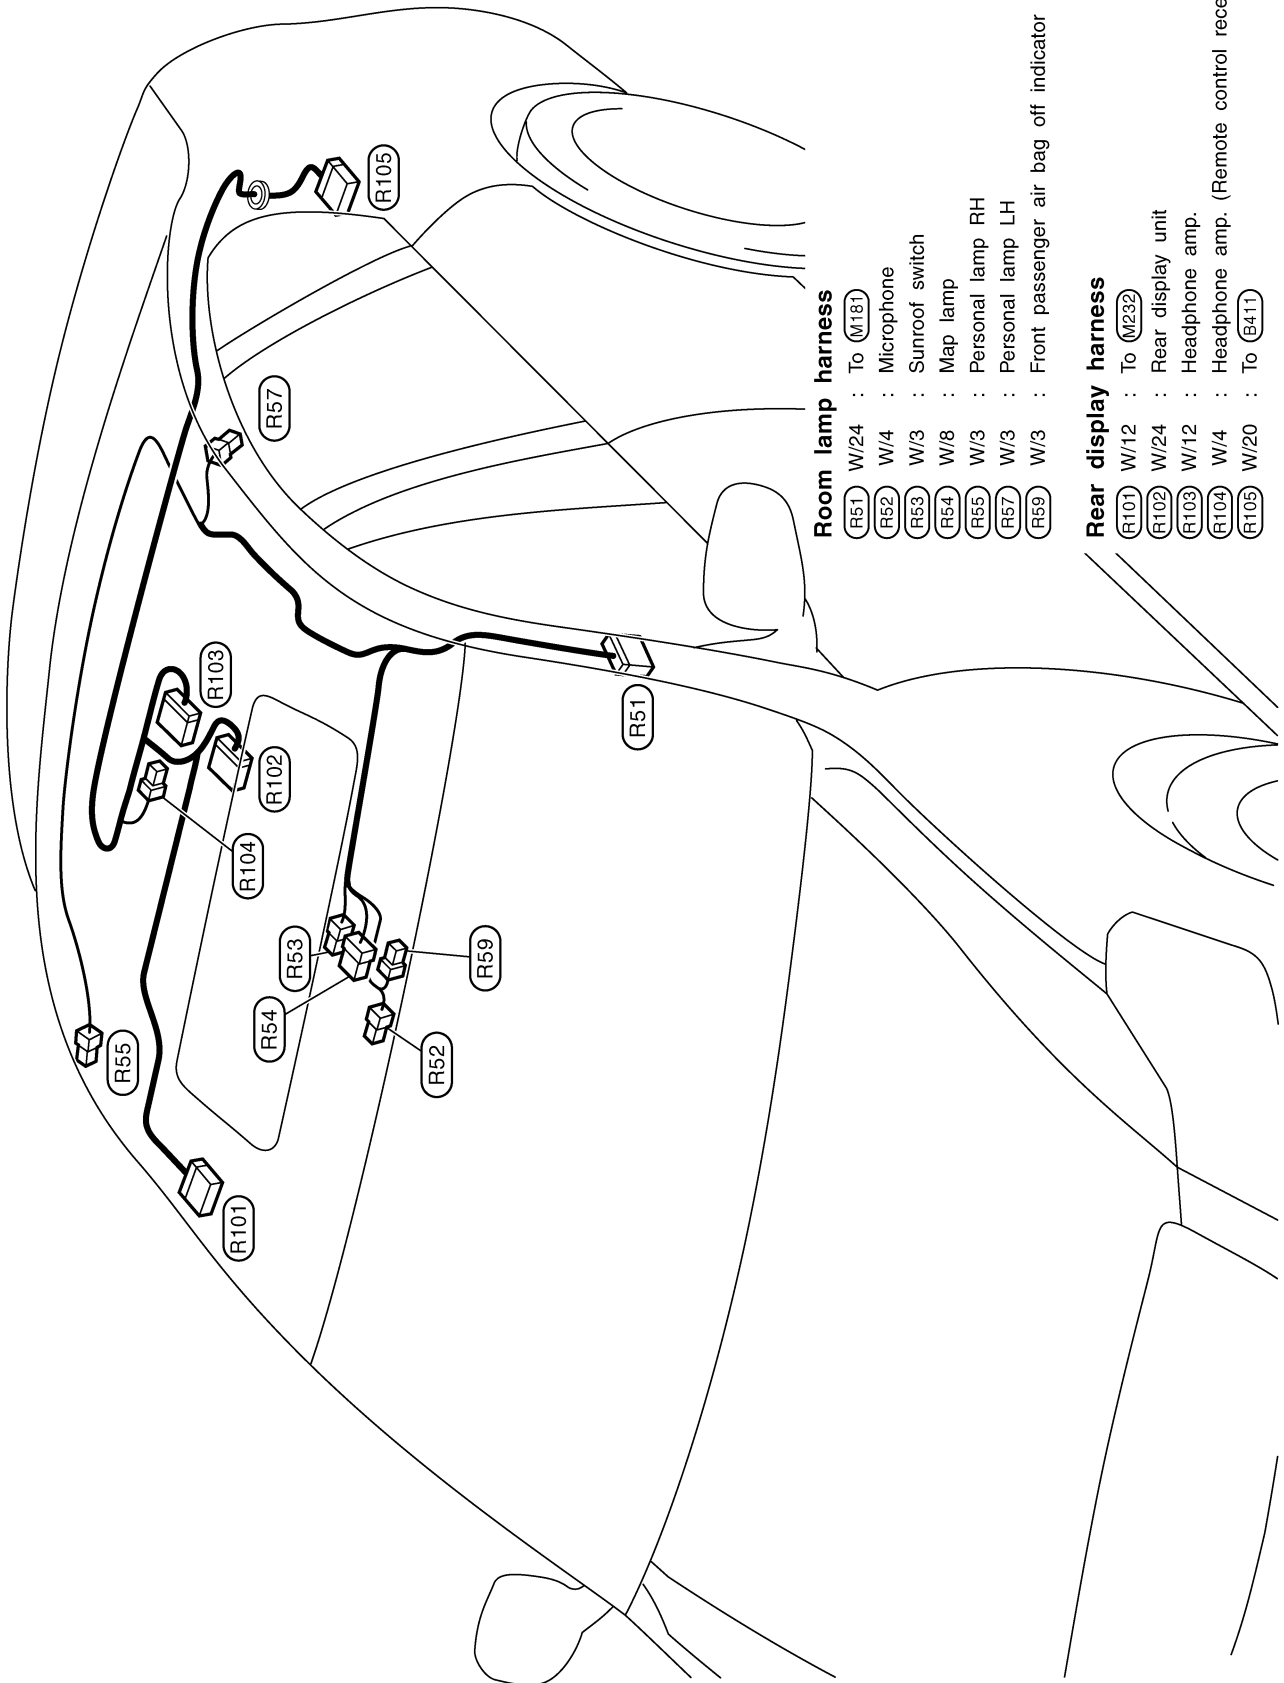 Room lamp harness
R51 W/24 : To M181
R52 W/4 : Microphone
R53 W/3 : Sunroof switch
R54 W/8 : Map lamp
R55 W/3 : Personal lamp RH
R57 W/3 : Personal lamp LH
R59 W/3 : Front passenger air bag off indicator
Rear display harness
R101 W/12 : To M232
R102 W/24 : Rear display unit
R103 W/12 : Headphone amp.
R104 W/4 : Headphone amp. (Remote control
R105 W/20 : To B411
R55
R101
R104
R103
R102
R54
R53
R52
R59
R57
R105
R51